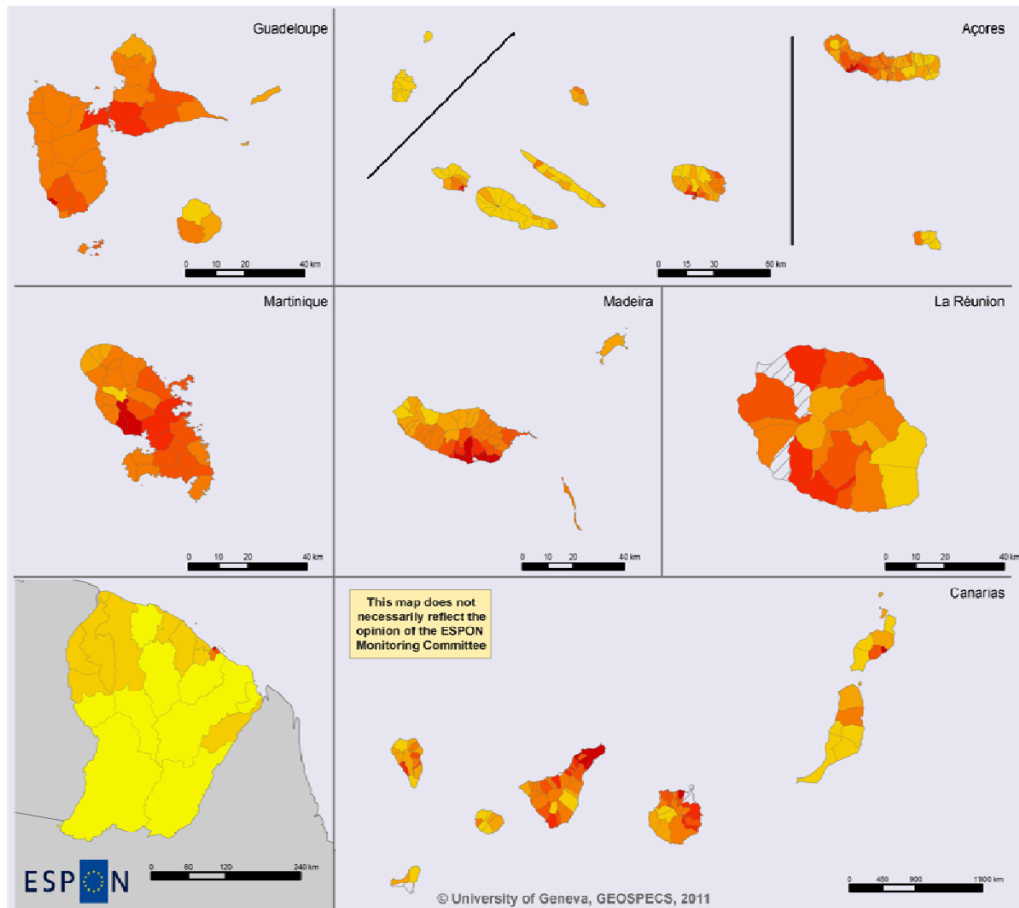 Guadeloupe
Açores
0 10 20 40 km
0 15 30 60 km
Martinique
Madeira
La Réunion
0 10 20 40 km
0 10 20 40 km
0 10 20 40 km
This map does not
necessarily reflect the
opinion of the ESPON
Monitoring Committee
Canarias
ESPON
0 60 120 240 km
0 450 900 1'800 km
© University of Geneva, GEOSPECS, 2011